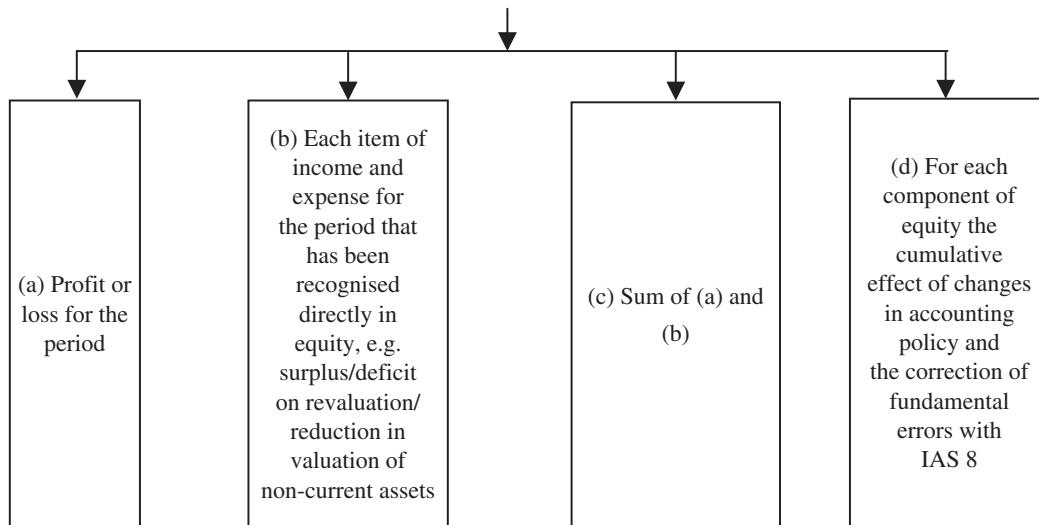 (a) Profit or
loss for the
period
(b) Each item of
income and
expense for
the period that
has been
recognised
directly in
equity, e.g.
surplus/deficit
on revaluation/
reduction in
valuation of
non-current assets
(c) Sum of (a) and
(b)
(d) For each
component of
equity the
cumulative
effect of changes
in accounting
policy and
the correction of
fundamental
errors with
IAS 8